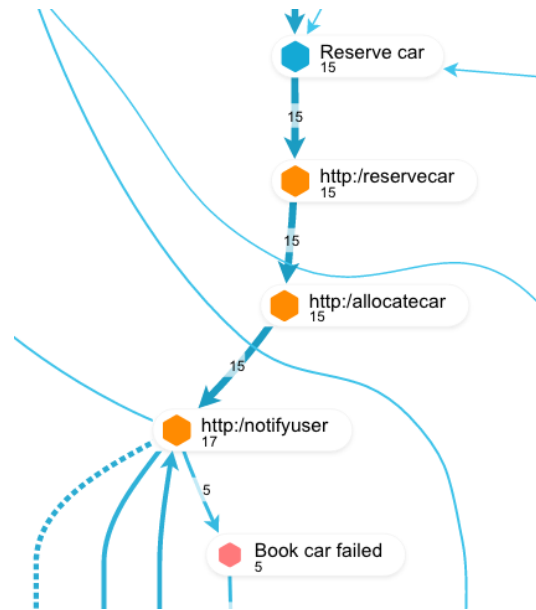 Reserve car
15
15
http:/reservecar
15
15
http:/allocatecar
15
15
http:/notifyuser
17
5
Book car failed
5